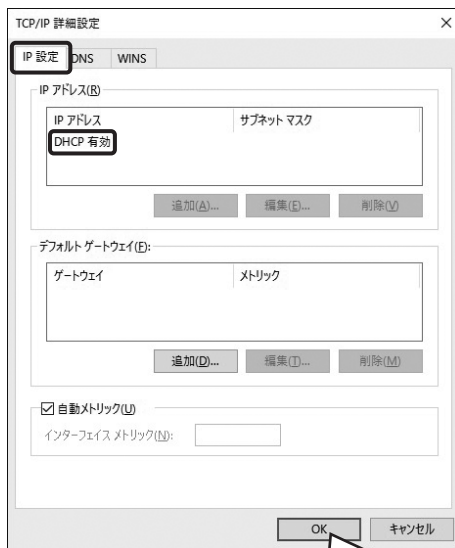 TCP/IP 詳細設定
IP 設定 DNS WINS
IP アドレス(R)
IP アドレス サブネット マスク
DHCP 有効
追加(A)... 編集(E)... 削除(V)
デフォルト ゲートウェイ(F):
ゲートウェイ メトリック
追加(D)... 編集(T)... 削除(M)
自動メトリック(U)
インターフェイス メトリック(N):
OK キャンセル